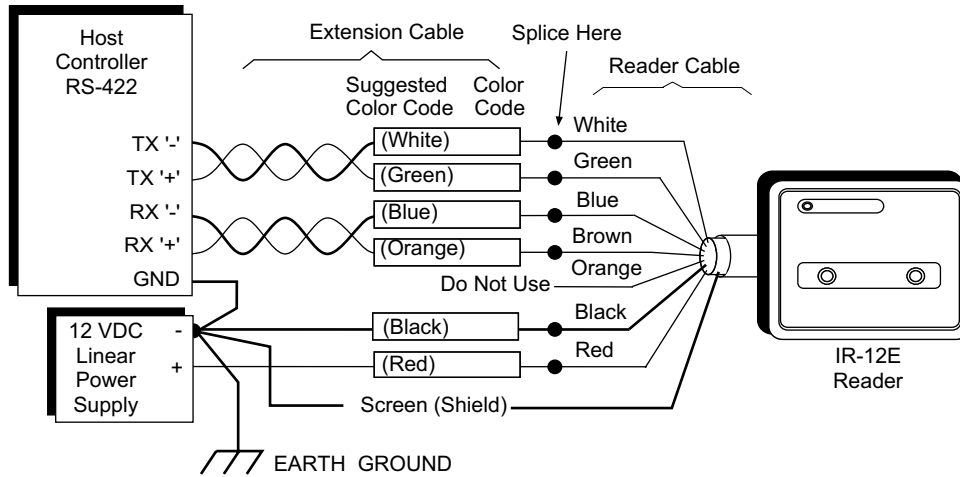 Host
Controller
RS-422
Extension Cable
Splice Here
Reader Cable
Suggested
Color Code
Color
Code
TX '-'
(White)
White
TX '+'
(Green)
Green
RX '-'
(Blue)
Blue
RX '+'
(Orange)
Brown
Orange
Do Not Use
GND
12 VDC
Linear
Power
Supply
-
+
(Black)
Black
(Red)
Red
Screen (Shield)
IR-12E
Reader
EARTH GROUND